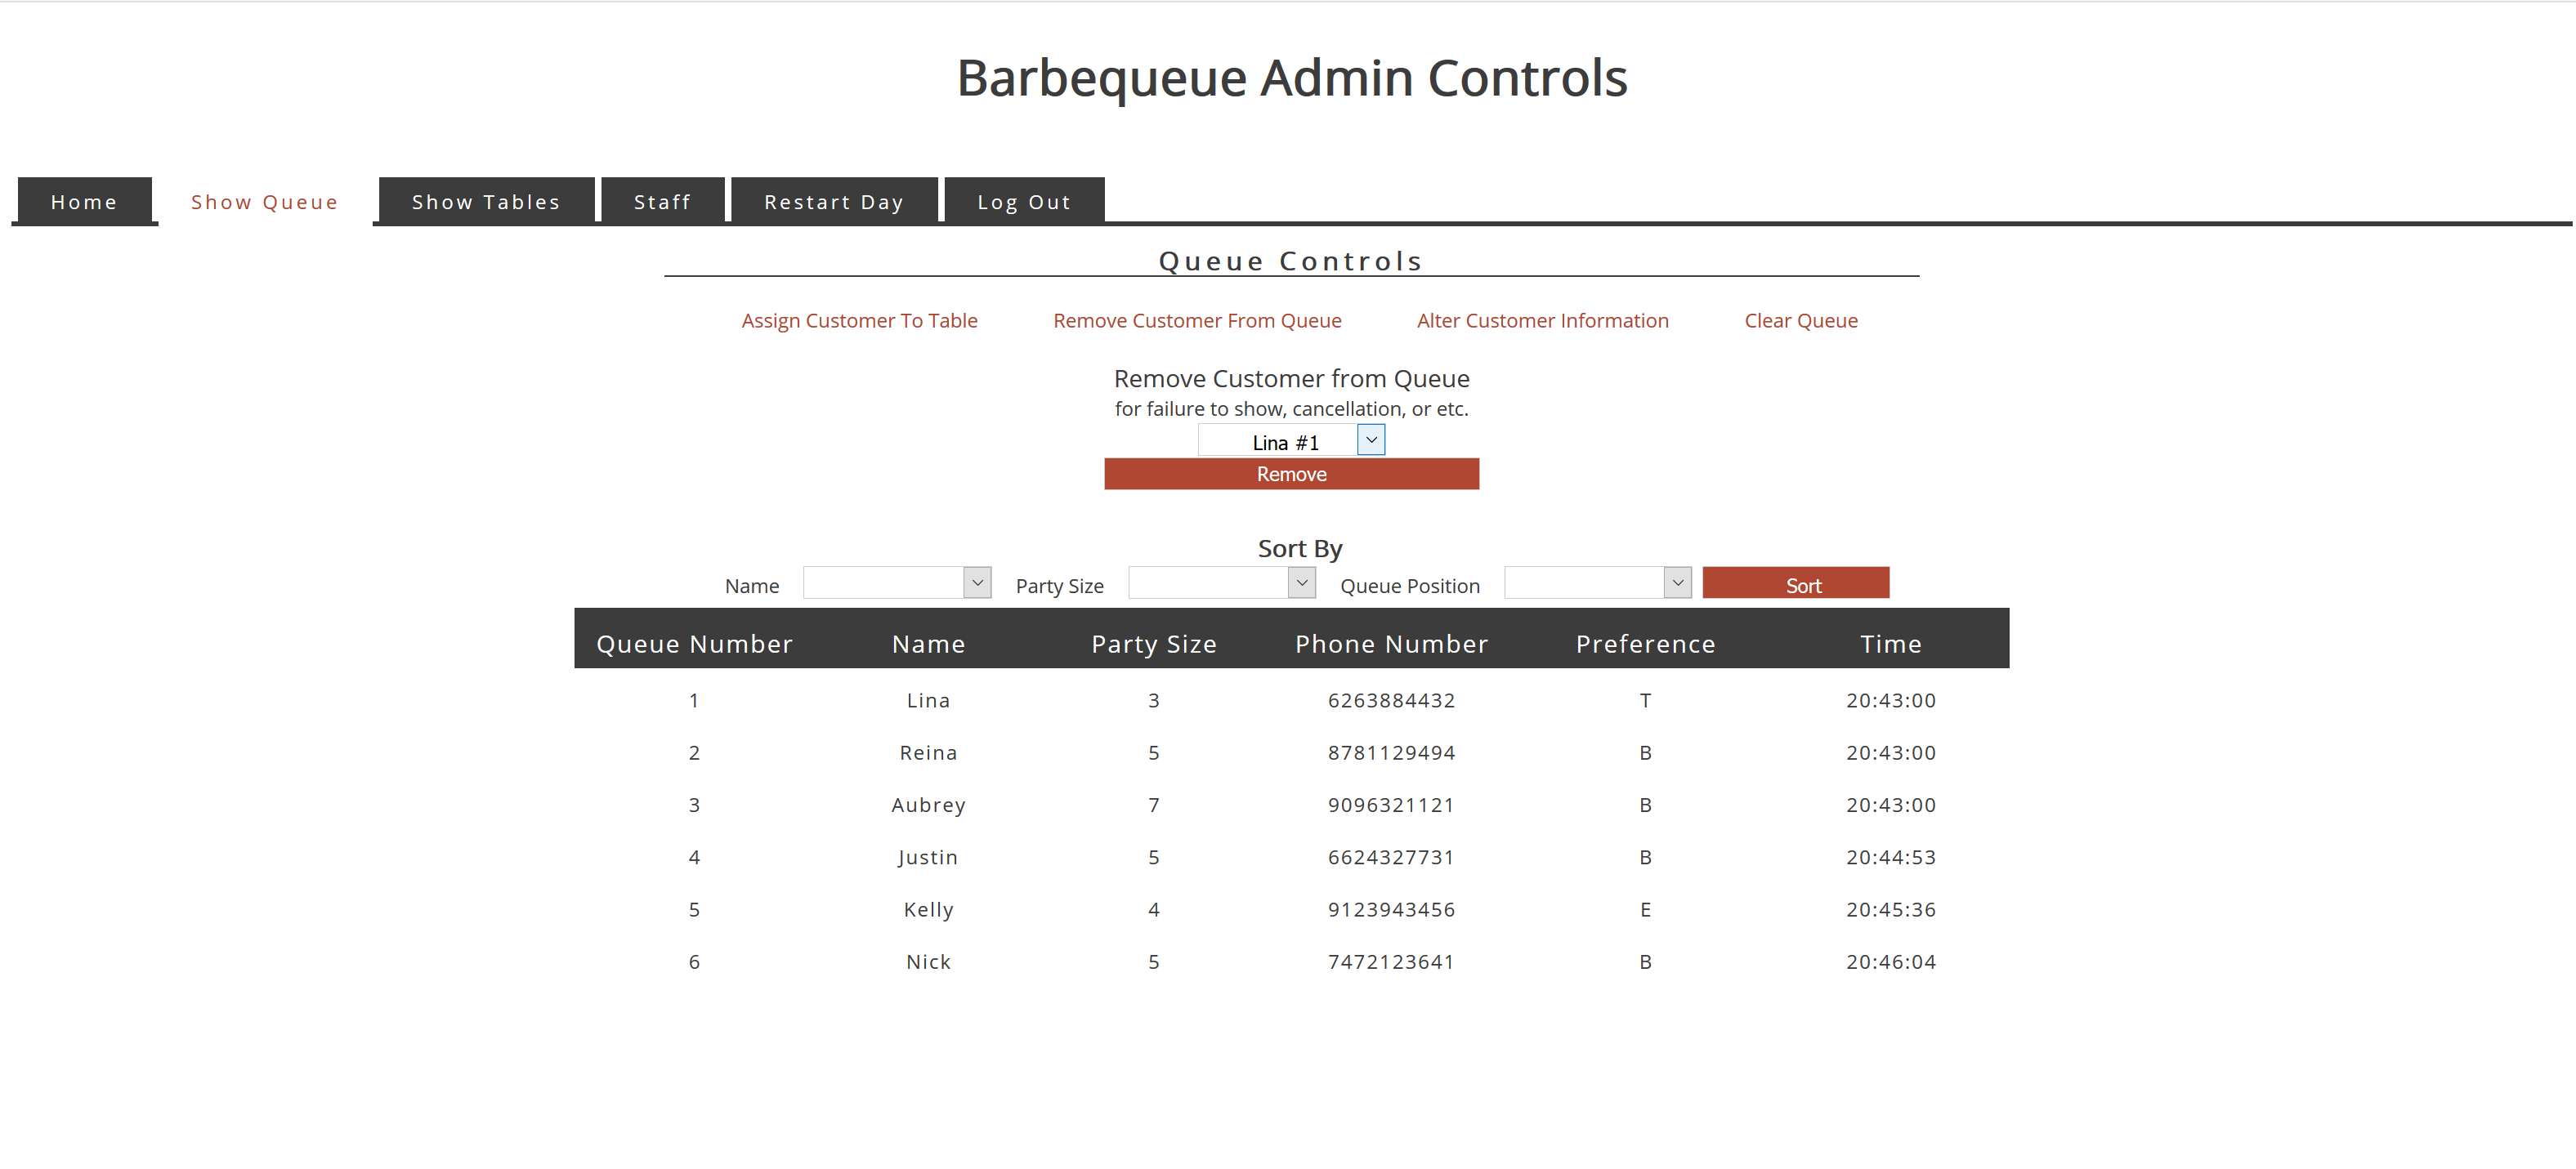 Barbequeue Admin Controls
Home Show Queue Show Tables Staff Restart Day Log Out
Queue Controls
Assign Customer To Table Remove Customer From Queue Alter Customer Information Clear Queue
Remove Customer from Queue
for failure to show, cancellation, or etc.
Lina #1
Remove
Sort By
Name Party Size Queue Position Sort
Queue Number Name Party Size Phone Number Preference Time
1 Lina 3 6263884432 T 20:43:00
2 Reina 5 8781129494 B 20:43:00
3 Aubrey 7 9096321121 B 20:43:00
4 Justin 5 6624327731 B 20:44:53
5 Kelly 4 9123943456 E 20:45:36
6 Nick 5 7472123641 B 20:46:04